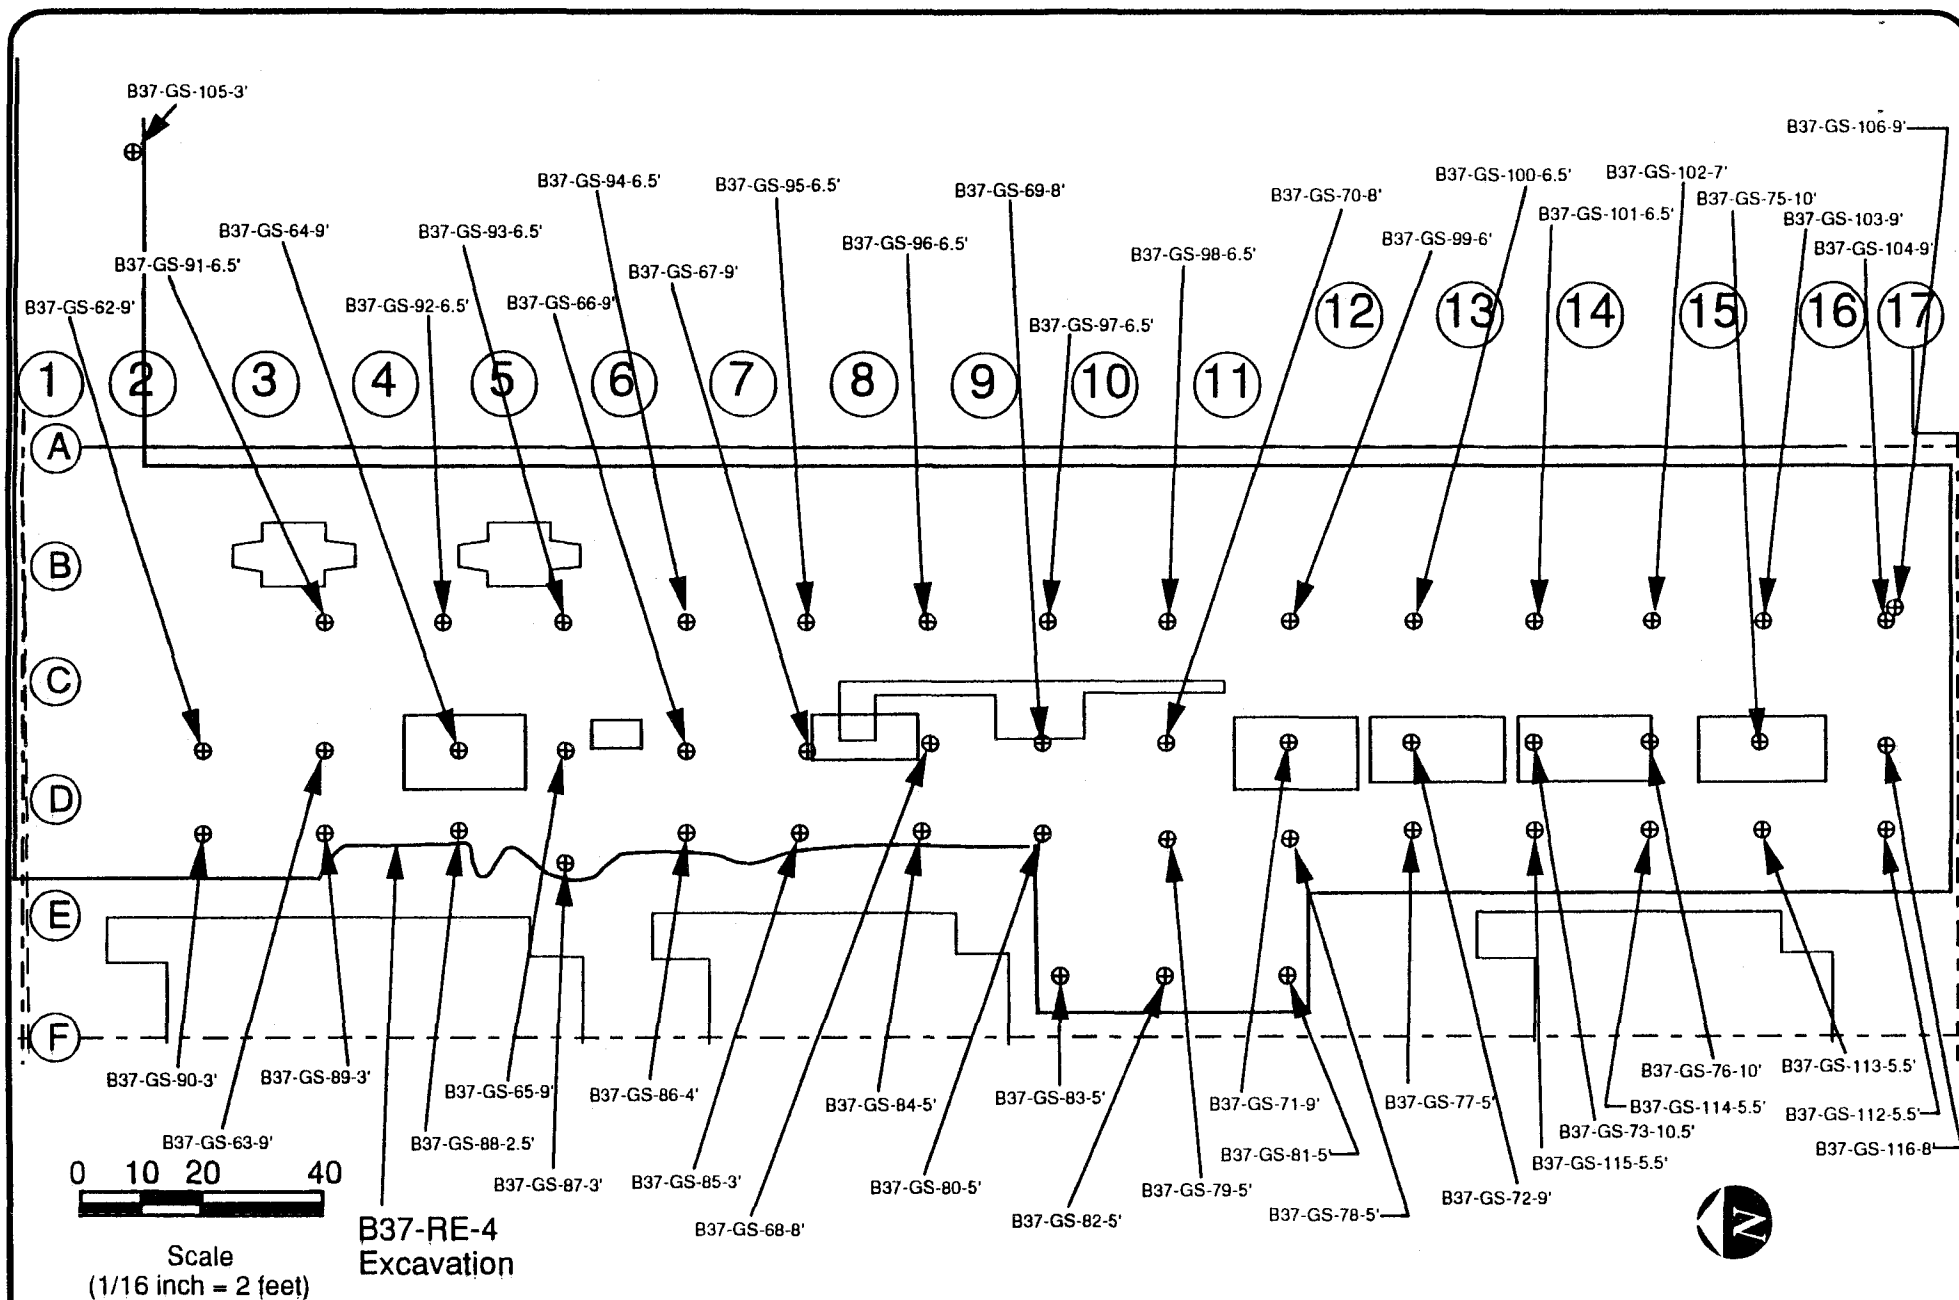 B37-GS-105-3'
B37-GS-106-9'
B37-GS-94-6.5'
B37-GS-95-6.5'
B37-GS-69-8'
B37-GS-70-8'
B37-GS-100-6.5'
B37-GS-102-7'
B37-GS-75-10'
B37-GS-101-6.5'
B37-GS-103-9'
B37-GS-64-9'
B37-GS-93-6.5'
B37-GS-96-6.5'
B37-GS-99-6'
B37-GS-104-9'
B37-GS-91-6.5'
B37-GS-67-9'
B37-GS-98-6.5'
B37-GS-62-9'
B37-GS-92-6.5'
B37-GS-66-9'
B37-GS-97-6.5'
12
13
14
15
16
17
1
2
3
4
5
6
7
8
9
10
11
A
B
C
D
E
F
B37-GS-90-3'
B37-GS-89-3'
B37-GS-65-9'
B37-GS-86-4'
B37-GS-84-5'
B37-GS-83-5'
B37-GS-71-9'
B37-GS-77-5'
B37-GS-76-10'
B37-GS-113-5.5'
B37-GS-114-5.5'
B37-GS-112-5.5'
B37-GS-63-9'
B37-GS-88-2.5'
B37-GS-73-10.5'
B37-GS-116-8'
B37-GS-81-5'
B37-GS-115-5.5'
B37-GS-87-3'
B37-GS-85-3'
B37-GS-80-5'
B37-GS-79-5'
B37-GS-72-9'
B37-GS-68-8'
B37-GS-82-5'
B37-GS-78-5'
0 10 20 40
Scale
(1/16 inch = 2 feet)
B37-RE-4
Excavation
N